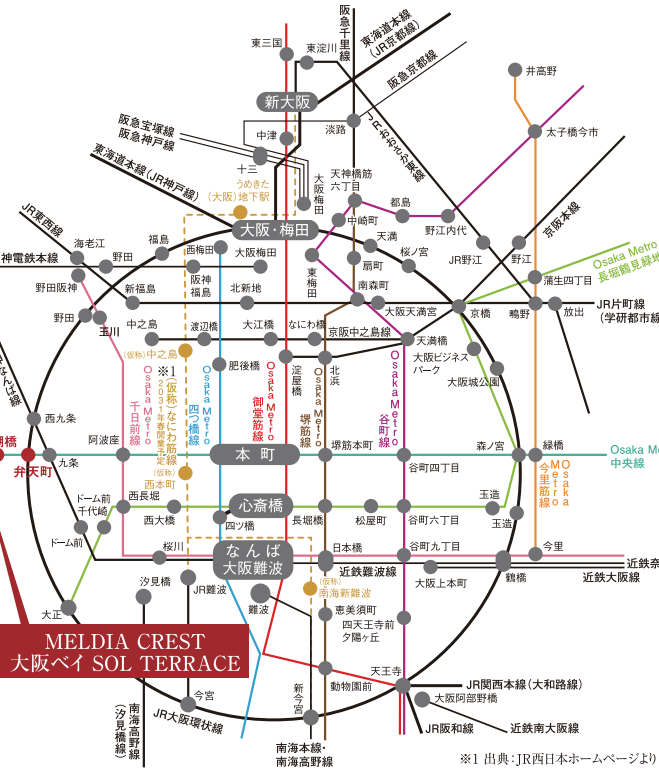 阪急千里線
東海道本線
(JR京都線)
阪急京都線
東三国
東淀川
新大阪
井高野
阪急宝塚線
阪急神戸線
中津
淡路
JRおおさか東線
太子橋今市
東海道本線(JR神戸線)
十三
うめきた
(大阪)地下駅
大阪梅田
天神橋筋
六丁目
都島
野江内代
京阪本線
JR東西線
大阪・梅田
中崎町
天満
海老江
福島
西梅田
大阪梅田
扇町
桜ノ宮
JR野江
野江
Osaka Metro
長堀鶴見緑地
神電鉄本線
野田
阪神
福島
東梅田
野田阪神
新福島
北新地
南森町
大阪天満宮
京橋
蒲生四丁目
鴫野
放出
JR片町線
(学研都市線
野田
玉川
中之島
渡辺橋
大江橋
なにわ橋
京阪中之島線
天満橋
(仮称)中之島
肥後橋
淀屋橋
北浜
大阪ビジネス
パーク
大阪城公園
なんば線
※1
(仮称)なにわ筋線
2031年春開業予定
Osaka Metro
千日前線
Osaka Metro
四つ橋線
Osaka Metro
御堂筋線
Osaka Metro
堺筋線
Osaka Metro
谷町線
西九条
棚橋
弁天町
九条
阿波座
本町
堺筋本町
谷町四丁目
森ノ宮
緑橋
Osaka Me
中央線
(仮称)
西本町
Osaka
Metro
今里筋線
ドーム前
千代崎
西長堀
西大橋
心斎橋
四ツ橋
長堀橋
松屋町
谷町六丁目
玉造
玉造
ドーム前
桜川
なんば
大阪難波
日本橋
谷町九丁目
今里
近鉄難波線
大阪上本町
鶴橋
近鉄奈
近鉄大阪線
汐見橋
JR難波
難波
(仮称)
南海新難波
恵美須町
四天王寺前
夕陽ヶ丘
大正
MELDIA CREST
大阪ベイ SOL TERRACE
動物園前
天王寺
JR関西本線(大和路線)
大阪阿部野橋
今宮
新今宮
JR大阪環状線
南海高野線
(汐見橋線)
南海本線・
南海高野線
JR阪和線
近鉄南大阪線
※1 出典:JR西日本ホームページより